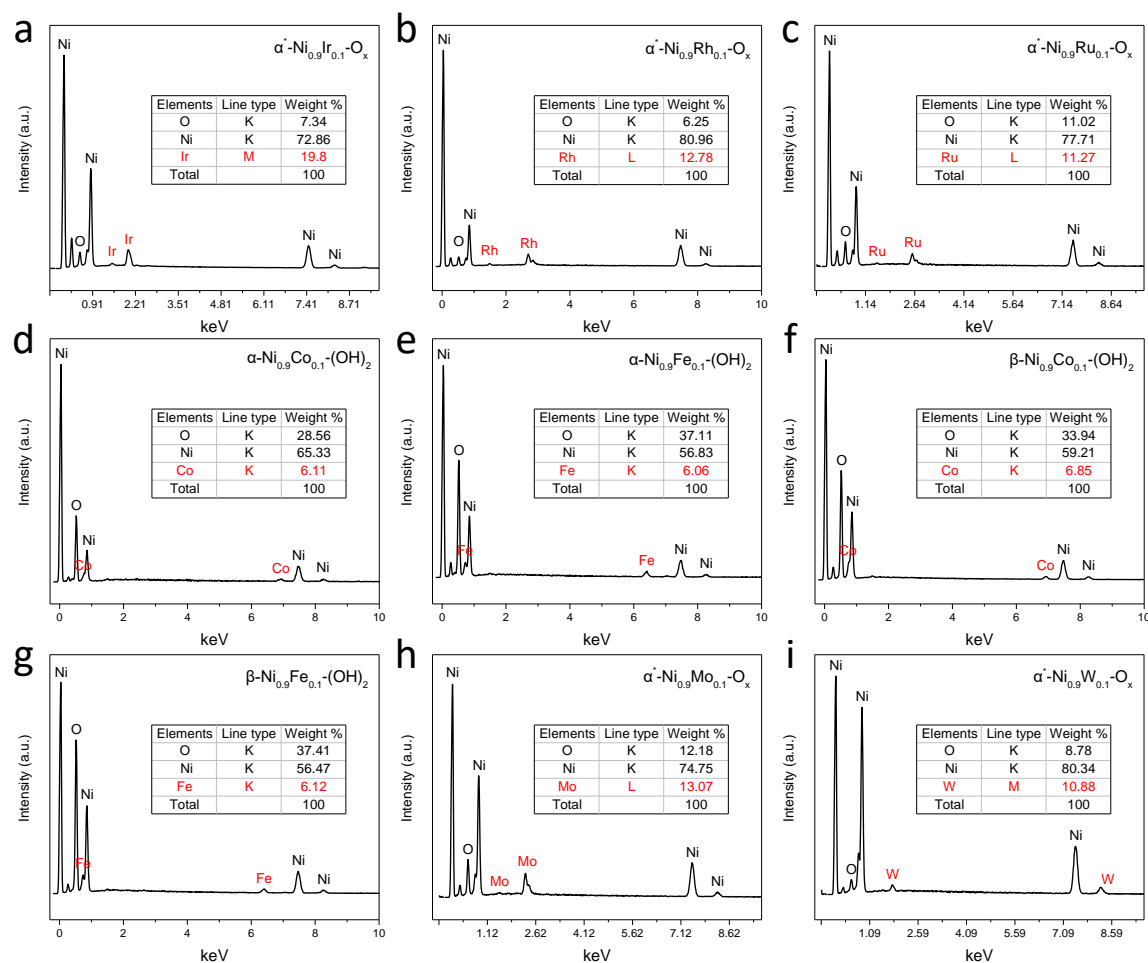 a
α*-Ni0.9Ir0.1-Ox
Ni
Elements Line type Weight %
O K 7.34
Ni K 72.86
Ir M 19.8
Total 100
Ni
O
Ir
Ir
Ni
Ni
Intensity (a.u.)
0.91 2.21 3.51 4.81 6.11 7.41 8.71
keV
b
α*-Ni0.9Rh0.1-Ox
Ni
Elements Line type Weight %
O K 6.25
Ni K 80.96
Rh L 12.78
Total 100
Ni
O
Rh
Rh
Ni
Ni
Intensity (a.u.)
0 2 4 6 8 10
keV
c
α*-Ni0.9Ru0.1-Ox
Ni
Elements Line type Weight %
O K 11.02
Ni K 77.71
Ru L 11.27
Total 100
Ni
O
Ru
Ru
Ni
Ni
Intensity (a.u.)
1.14 2.64 4.14 5.64 7.14 8.64
keV
d
α-Ni0.9Co0.1-(OH)2
Ni
Elements Line type Weight %
O K 28.56
Ni K 65.33
Co K 6.11
Total 100
O
Ni
Co
Co
Ni
Ni
Intensity (a.u.)
0 2 4 6 8 10
keV
e
α-Ni0.9Fe0.1-(OH)2
Ni
Elements Line type Weight %
O K 37.11
Ni K 56.83
Fe K 6.06
Total 100
O
Ni
Fe
Fe
Ni
Ni
Intensity (a.u.)
0 2 4 6 8 10
keV
f
β-Ni0.9Co0.1-(OH)2
Ni
Elements Line type Weight %
O K 33.94
Ni K 59.21
Co K 6.85
Total 100
O
Ni
Co
Co
Ni
Ni
Intensity (a.u.)
0 2 4 6 8 10
keV
g
β-Ni0.9Fe0.1-(OH)2
Ni
Elements Line type Weight %
O K 37.41
Ni K 56.47
Fe K 6.12
Total 100
O
Ni
Fe
Fe
Ni
Ni
Intensity (a.u.)
0 2 4 6 8 10
keV
h
α*-Ni0.9Mo0.1-Ox
Ni
Elements Line type Weight %
O K 12.18
Ni K 74.75
Mo L 13.07
Total 100
Ni
O
Mo
Mo
Ni
Ni
Intensity (a.u.)
1.12 2.62 4.12 5.62 7.12 8.62
keV
i
α*-Ni0.9W0.1-Ox
Ni
Elements Line type Weight %
O K 8.78
Ni K 80.34
W M 10.88
Total 100
Ni
O
W
Ni
W
Intensity (a.u.)
1.09 2.59 4.09 5.59 7.09 8.59
keV